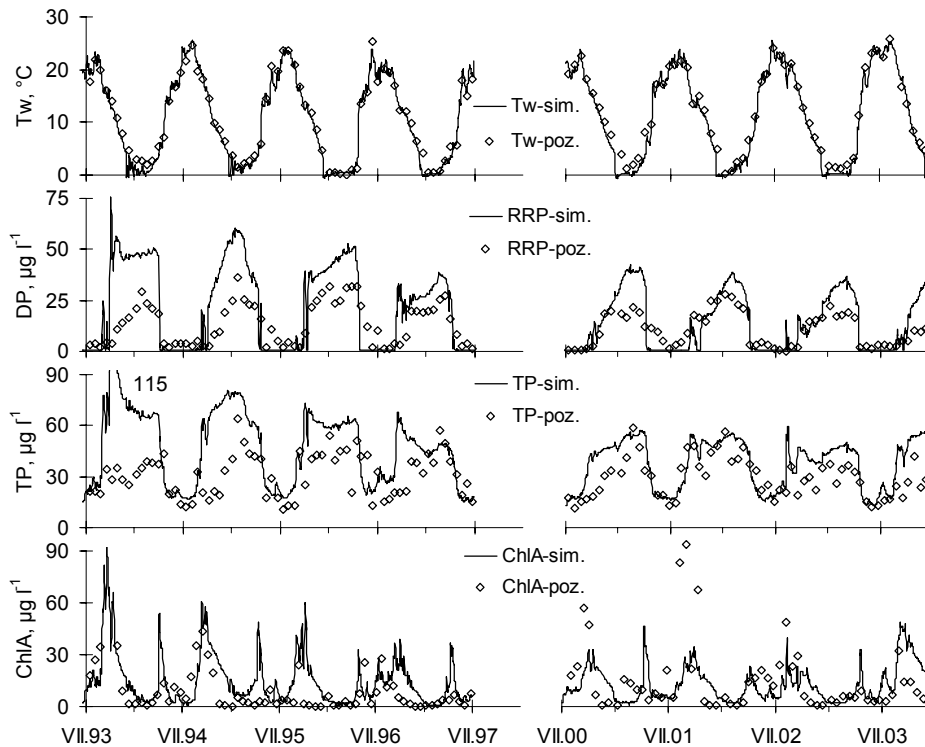 30
20
10
0
Tw, °C
Tw-sim.
Tw-poz.
75
50
25
0
DP, µg l⁻¹
RRP-sim.
RRP-poz.
90
60
30
0
TP, µg l⁻¹
115
TP-sim.
TP-poz.
90
60
30
0
ChlA, µg l⁻¹
ChlA-sim.
ChlA-poz.
VII.93 VII.94 VII.95 VII.96 VII.97 VII.00 VII.01 VII.02 VII.03